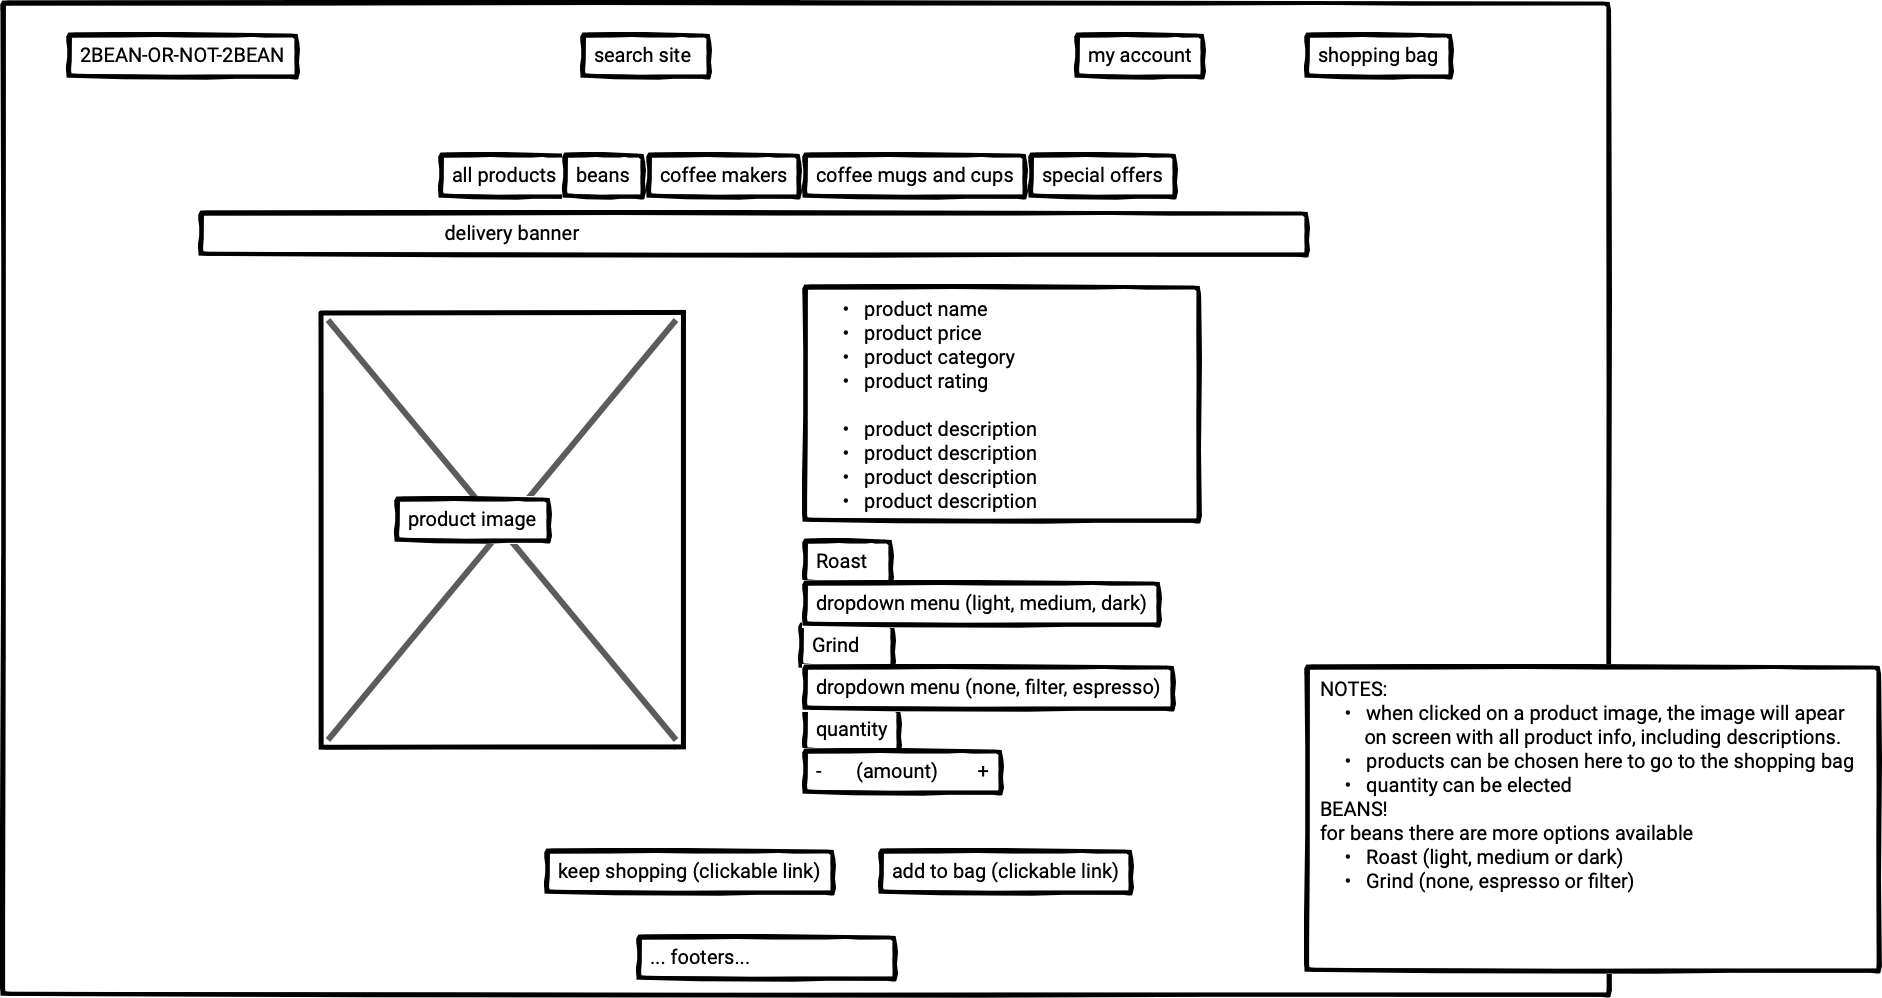 2BEAN-OR-NOT-2BEAN
search site
my account
shopping bag
all products
beans
coffee makers
coffee mugs and cups
special offers
delivery banner
product image
• product name
• product price
• product category
• product rating
• product description
• product description
• product description
• product description
Roast
dropdown menu (light, medium, dark)
Grind
dropdown menu (none, filter, espresso)
quantity
- (amount) +
keep shopping (clickable link)
add to bag (clickable link)
... footers...
NOTES:
• when clicked on a product image, the image will apear
on screen with all product info, including descriptions.
• products can be chosen here to go to the shopping bag
• quantity can be elected
BEANS!
for beans there are more options available
• Roast (light, medium or dark)
• Grind (none, espresso or filter)